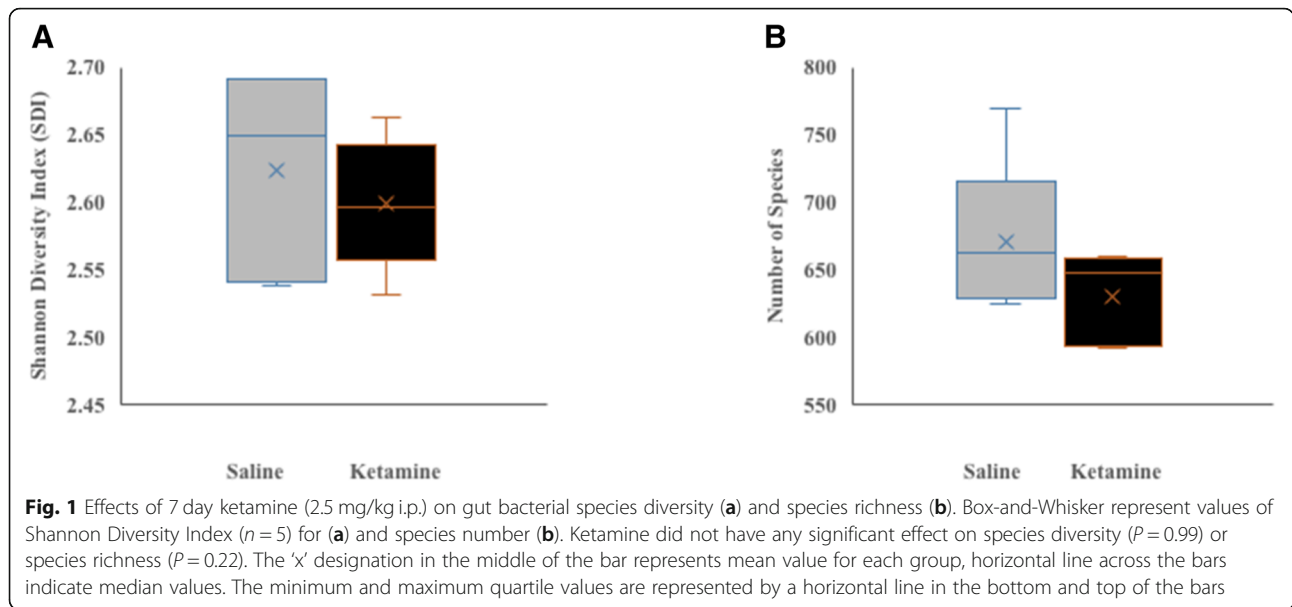 A
2.70
2.65
2.60
2.55
2.50
2.45
Shannon Diversity Index (SDI)
Saline Ketamine
B
800
750
700
650
600
550
Number of Species
Saline Ketamine
Fig. 1 Effects of 7 day ketamine (2.5 mg/kg i.p.) on gut bacterial species diversity (a) and species richness (b). Box-and-Whisker represent values of
Shannon Diversity Index (n = 5) for (a) and species number (b). Ketamine did not have any significant effect on species diversity (P = 0.99) or
species richness (P = 0.22). The ‘x’ designation in the middle of the bar represents mean value for each group, horizontal line across the bars
indicate median values. The minimum and maximum quartile values are represented by a horizontal line in the bottom and top of the bars